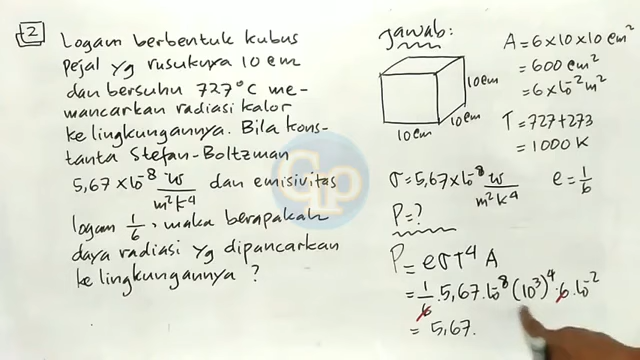 2 Logam berbentuk kubus
pejal yg rusuknya 10 cm
dan bersuhu 727°C me-
mancarkan radiasi kalor
ke lingkungannya. Bila kons-
tanta Stefan-Boltzman
5,67 × 10⁻⁸ w/m²k⁴ dan emisivitas
logam 1/6, maka berapakah
daya radiasi yg dipancarkan
ke lingkungannya ?
Jawab:
10 cm
10 cm
10 cm
A = 6 × 10 × 10 cm²
= 600 cm²
= 6 × 10⁻² m²
T = 727 + 273
= 1000 K
σ = 5,67 × 10⁻⁸ w/m²k⁴
e = 1/6
P = ?
P = eσT⁴ A
= 1/6 . 5,67 . 10⁻⁸ (10³)⁴ . 6 . 10⁻²
= 5,67 .